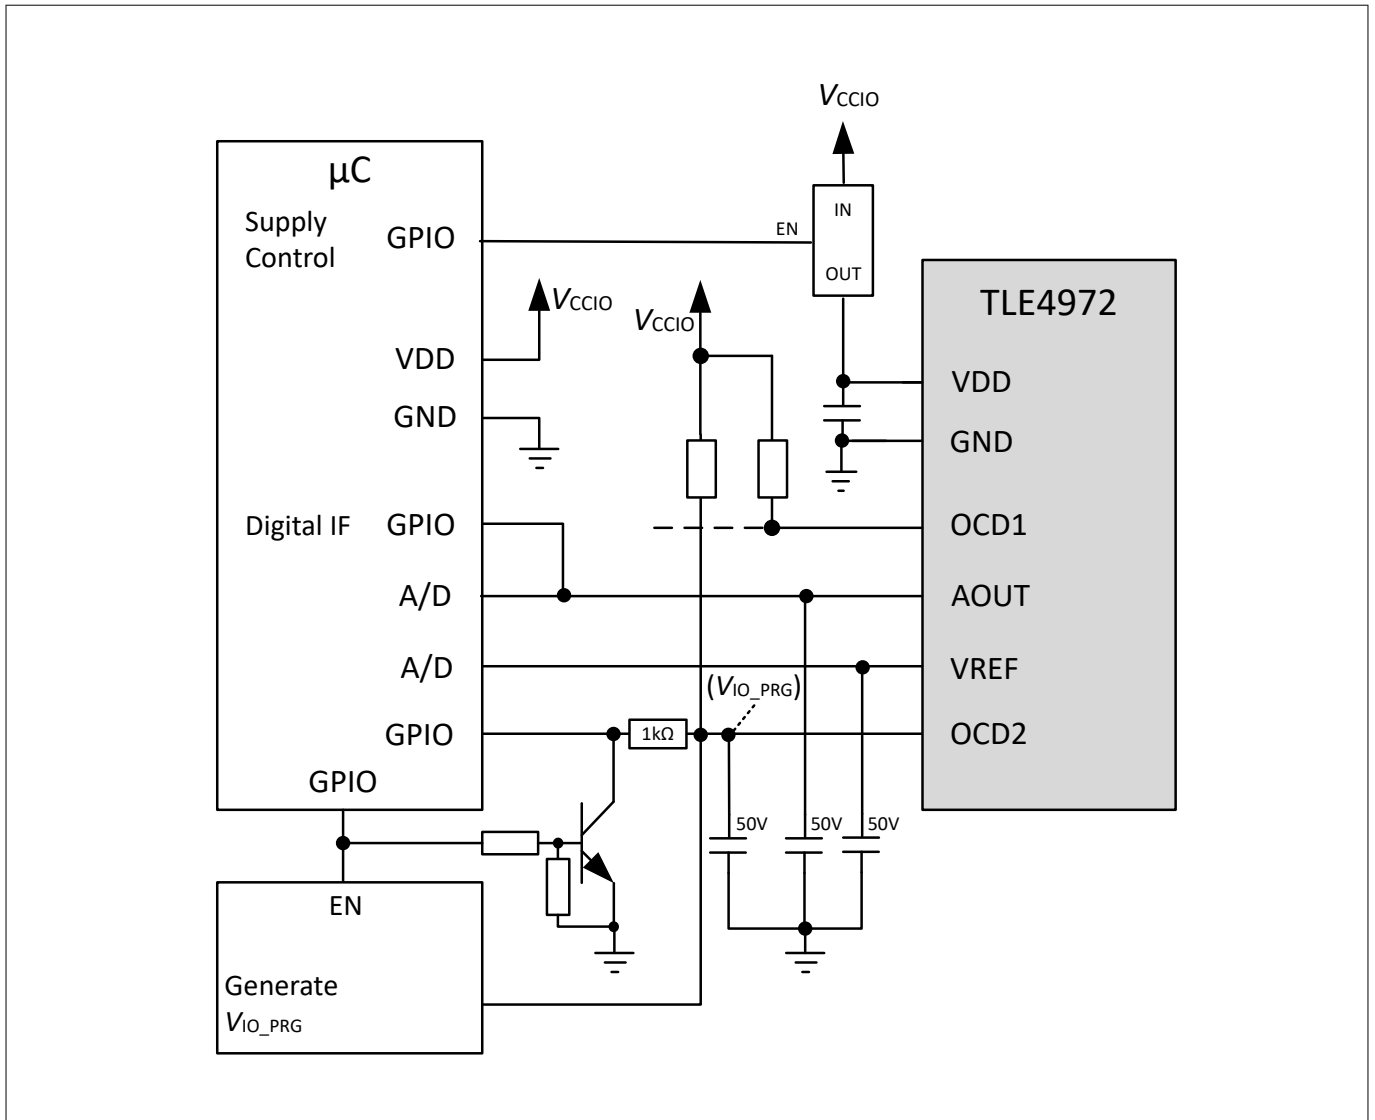 VCCIO
µC
Supply
Control
GPIO
EN
IN
OUT
VCCIO
VCCIO
TLE4972
VDD
VDD
GND
GND
Digital IF
GPIO
OCD1
A/D
AOUT
A/D
VREF
(VIO_PRG)
GPIO
1kΩ
OCD2
GPIO
50V
50V
50V
EN
Generate
VIO_PRG